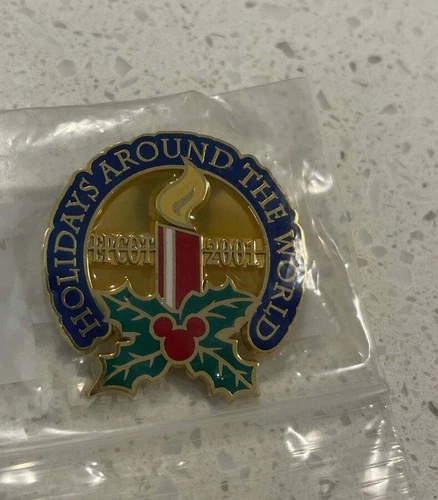 HOLIDAYS AROUND THE WORLD
EPCOT 2001